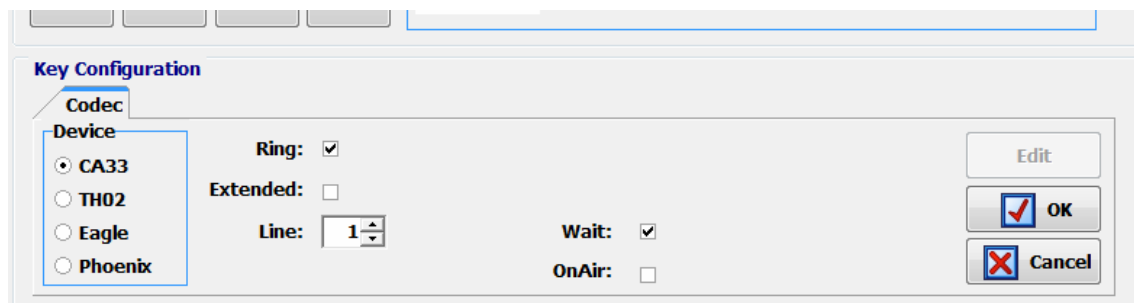 Key Configuration
Codec
Device
CA33
TH02
Eagle
Phoenix
Ring:
Extended:
Line: 1
Wait:
OnAir:
Edit
OK
Cancel